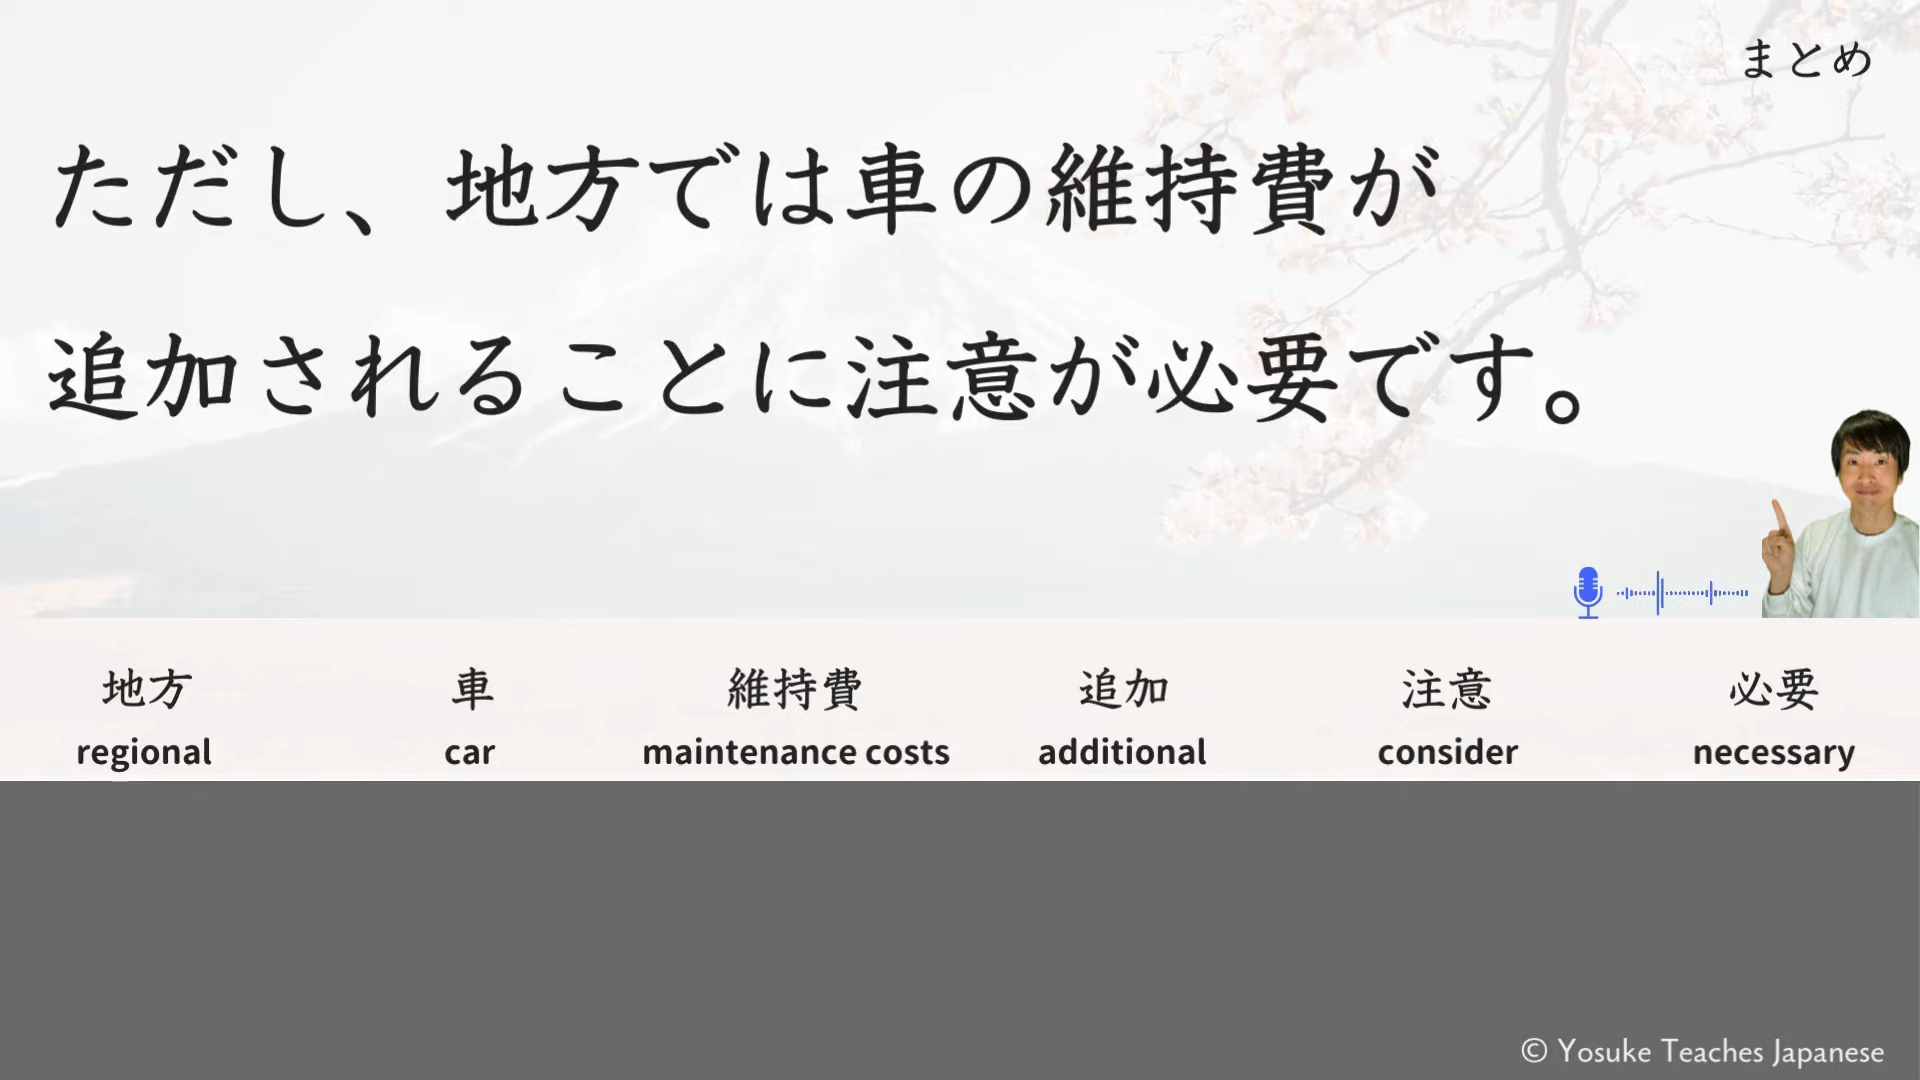 まとめ
ただし、地方では車の維持費が
追加されることに注意が必要です。
地方 車 維持費 追加 注意 必要
regional car maintenance costs additional consider necessary
© Yosuke Teaches Japanese